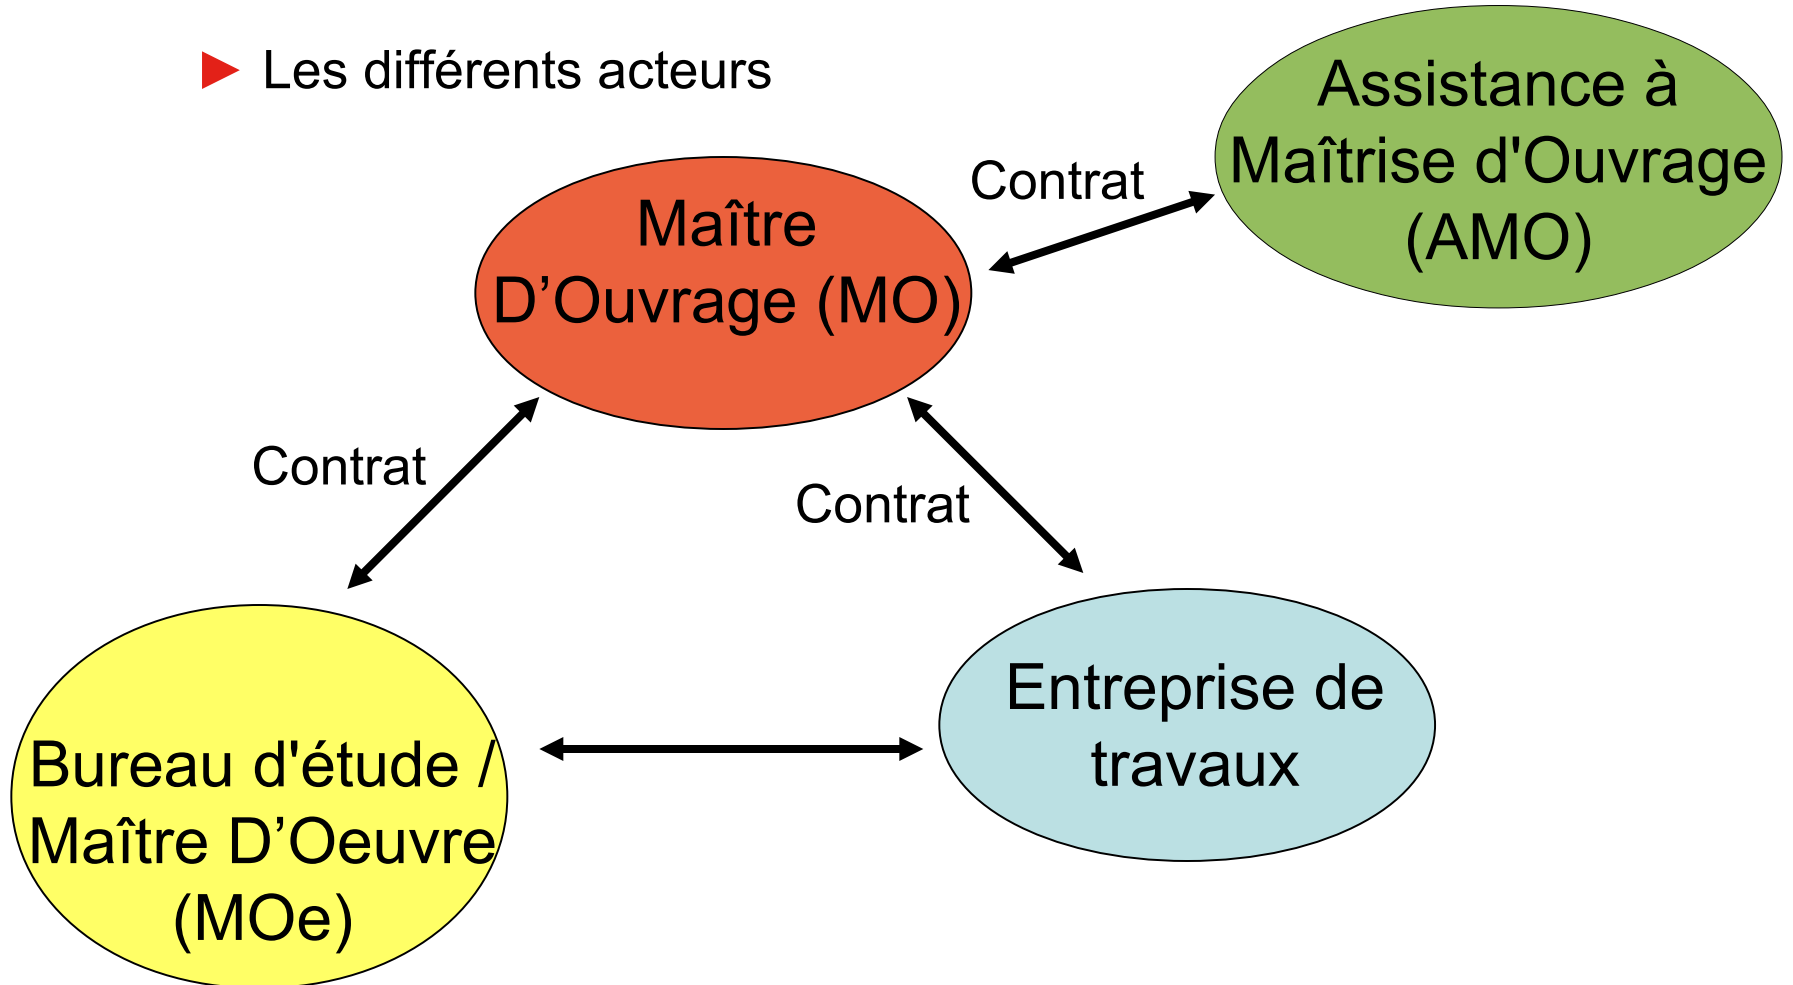 Les différents acteurs
Assistance à
Maîtrise d'Ouvrage
(AMO)
Contrat
Maître
D’Ouvrage (MO)
Contrat
Contrat
Entreprise de
travaux
Bureau d'étude /
Maître D’Oeuvre
(MOe)